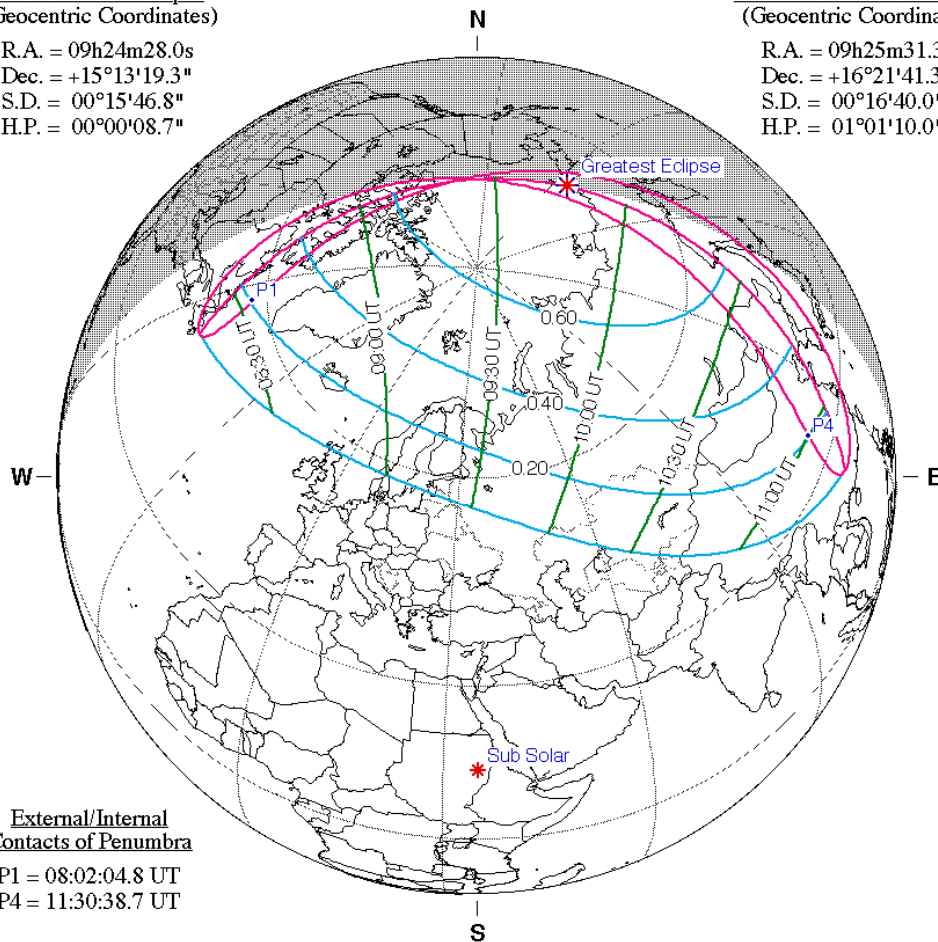 Geocentric Coordinates)
R.A. = 09h24m28.0s
Dec. = +15°13'19.3"
S.D. = 00°15'46.8"
H.P. = 00°00'08.7"
N
(Geocentric Coordina
R.A. = 09h25m31.3
Dec. = +16°21'41.3
S.D. = 00°16'40.0'
H.P. = 01°01'10.0'
Greatest Eclipse
P1
0.60
08:30 UT
09:00 UT
09:30 UT
10:00 UT
0.40
P4
10:30 UT
0.20
11:00 UT
W
E
Sub Solar
External/Internal
Contacts of Penumbra
P1 = 08:02:04.8 UT
P4 = 11:30:38.7 UT
S